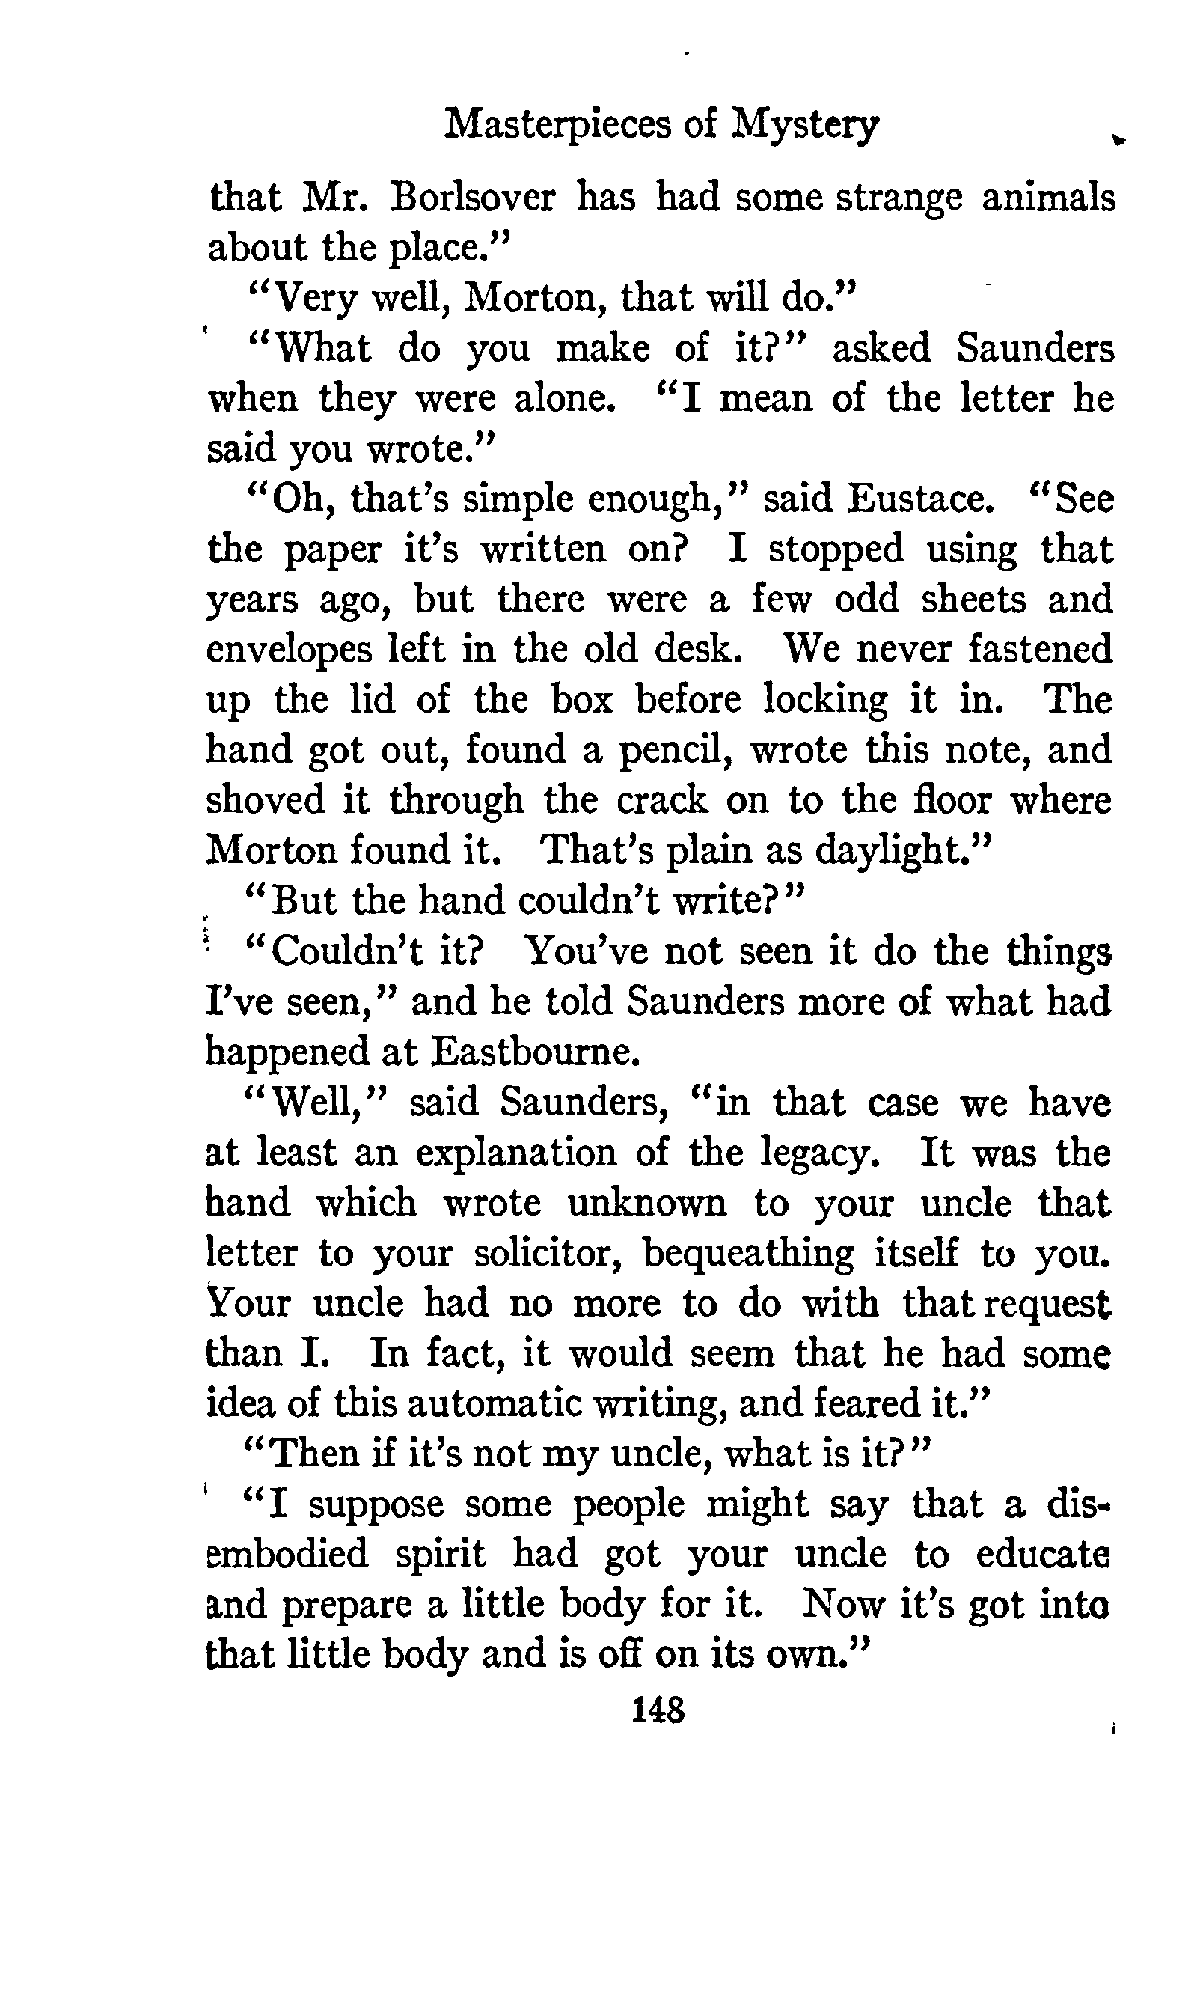 Masterpieces of Mystery
that Mr. Borlsover has had some strange animals
about the place."
"Very well, Morton, that will do."
"What do you make of it?" asked Saunders
when they were alone. "I mean of the letter he
said you wrote."
"Oh, that's simple enough," said Eustace. "See
the paper it's written on? I stopped using that
years ago, but there were a few odd sheets and
envelopes left in the old desk. We never fastened
up the lid of the box before locking it in. The
hand got out, found a pencil, wrote this note, and
shoved it through the crack on to the floor where
Morton found it. That's plain as daylight."
"But the hand couldn't write?"
"Couldn't it? You've not seen it do the things
I've seen," and he told Saunders more of what had
happened at Eastbourne.
"Well," said Saunders, "in that case we have
at least an explanation of the legacy. It was the
hand which wrote unknown to your uncle that
letter to your solicitor, bequeathing itself to you.
Your uncle had no more to do with that request
than I. In fact, it would seem that he had some
idea of this automatic writing, and feared it."
"Then if it's not my uncle, what is it?"
"I suppose some people might say that a dis-
embodied spirit had got your uncle to educate
and prepare a little body for it. Now it's got into
that little body and is off on its own."
148